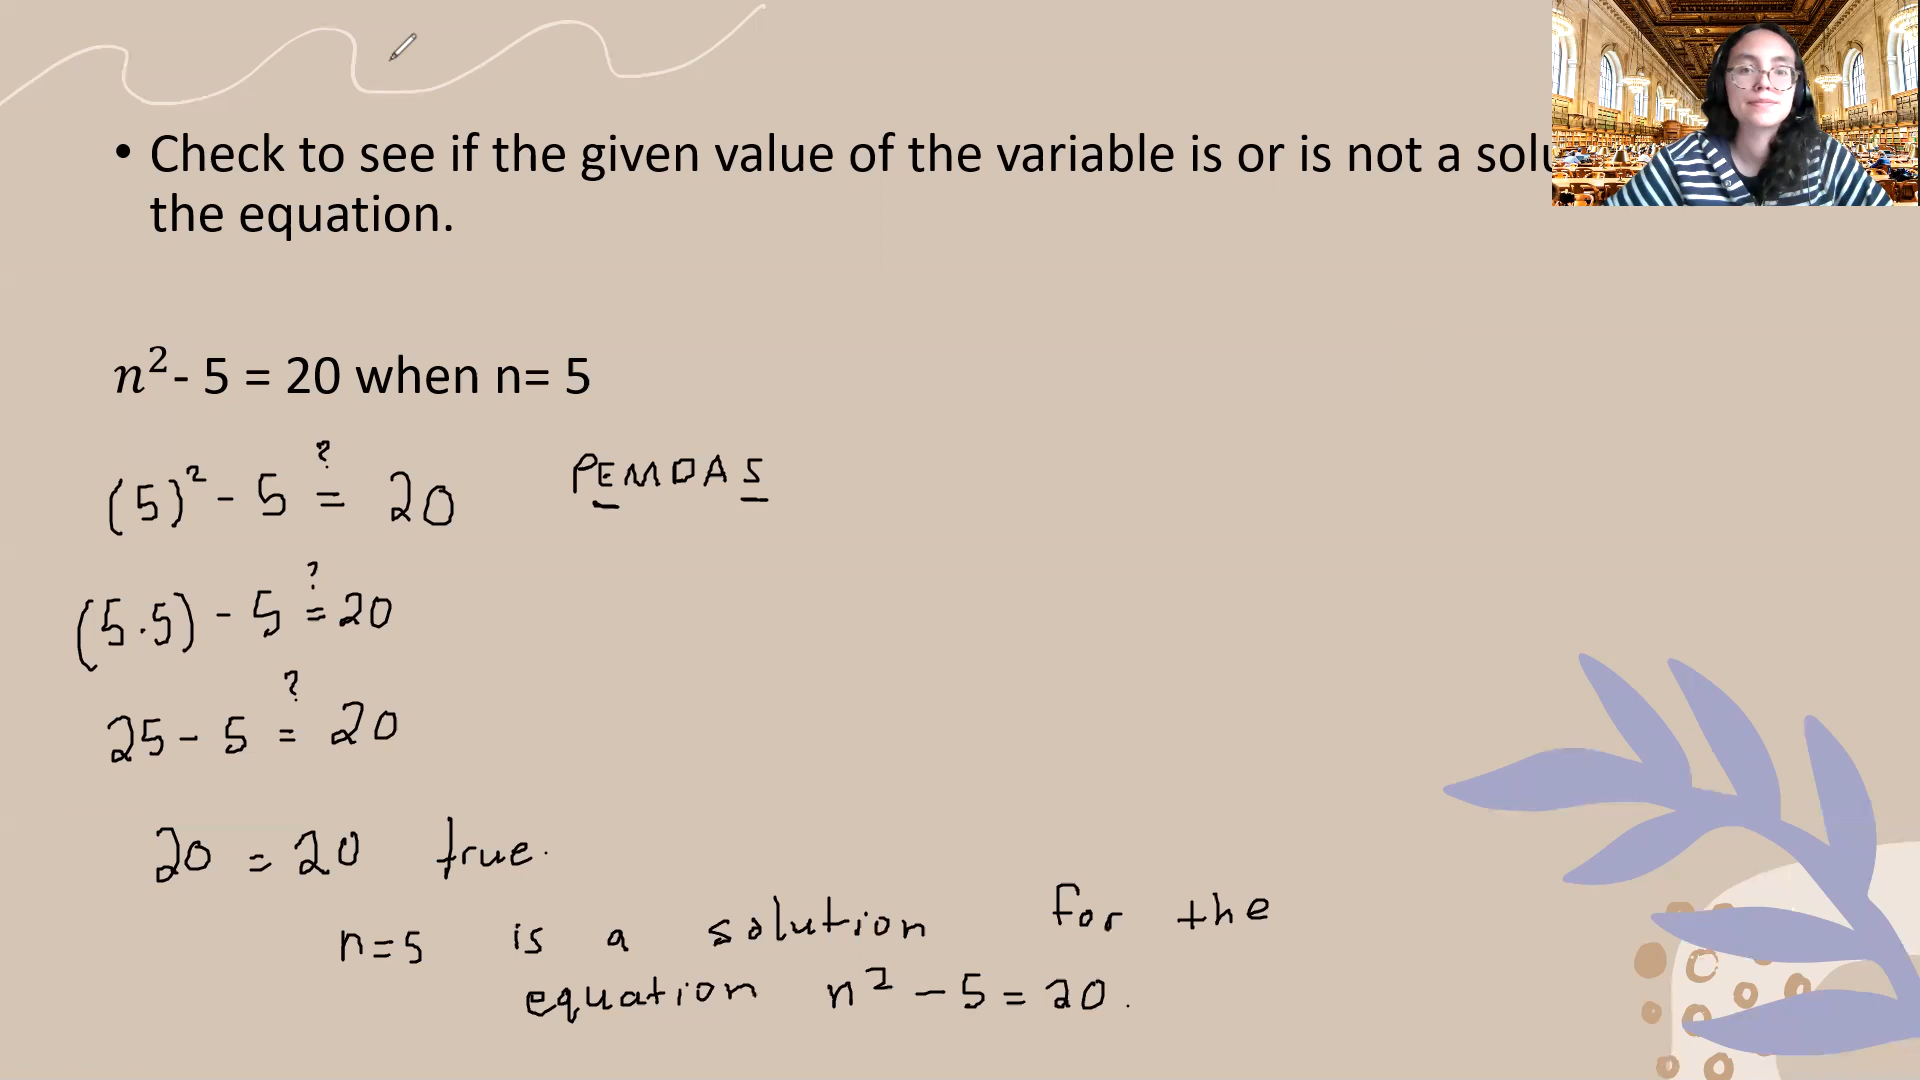 • Check to see if the given value of the variable is or is not a solu
the equation.
n²- 5 = 20 when n= 5
(5)² - 5 ?= 20 PEMDAS
(5·5) - 5 ?= 20
25 - 5 ?= 20
20 = 20 true.
n=5 is a solution for the
equation n² - 5 = 20.